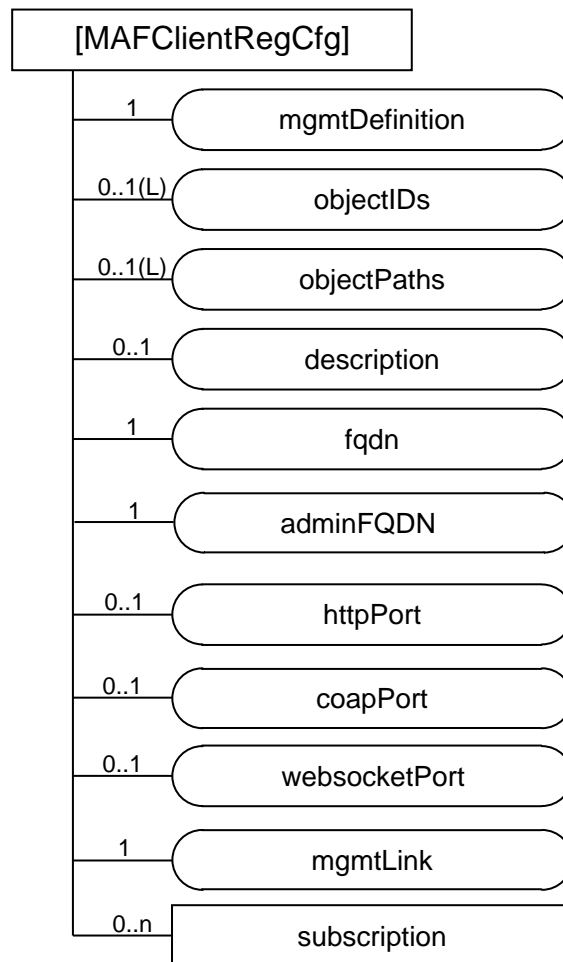 [MAFClientRegCfg]
1 mgmtDefinition
0..1(L) objectIDs
0..1(L) objectPaths
0..1 description
1 fqdn
1 adminFQDN
0..1 httpPort
0..1 coapPort
0..1 websocketPort
1 mgmtLink
0..n subscription